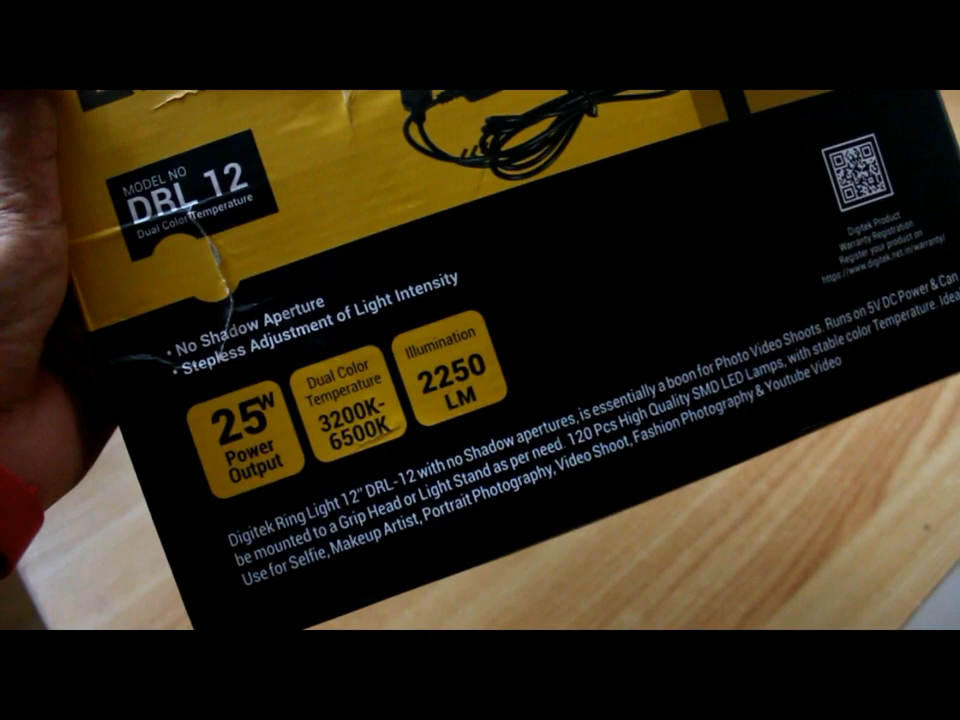 MODEL NO
DRL 12
Dual Color Temperature
Digitek Product
Warranty Registration
Register your product on
https://www.digitek.net.in/warranty/
• No Shadow Aperture
• Stepless Adjustment of Light Intensity
25W
Power
Output
Dual Color
Temperature
3200K-
6500K
Illumination
2250
LM
Digitek Ring Light 12" DRL-12 with no Shadow apertures, is essentially a boon for Photo Video Shoots. Runs on 5V DC Power & Can
be mounted to a Grip Head or Light Stand as per need. 120 Pcs High Quality SMD LED Lamps, with stable color Temperature. Idea
Use for Selfie, Makeup Artist, Portrait Photography, Video Shoot, Fashion Photography & Youtube Video